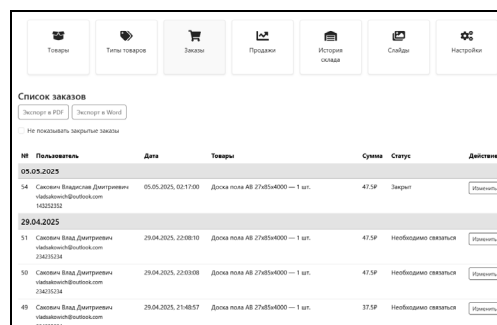 Товары
Типы товаров
Заказы
Продажи
История
склада
Слайды
Настройки
Список заказов
Экспорт в PDF
Экспорт в Word
Не показывать закрытые заказы
№ Пользователь Дата Товары Сумма Статус Действие
05.05.2025
54 Сакович Владислав Дмитриевич 05.05.2025, 02:17:00 Доска пола АВ 27х85х4000 — 1 шт. 47.5₽ Закрыт Изменить
vladsakowich@outlook.com
143252352
29.04.2025
51 Сакович Влад Дмитриевич 29.04.2025, 22:08:10 Доска пола АВ 27х85х4000 — 1 шт. 47.5₽ Необходимо связаться Изменить
vladsakowich@outlook.com
234235234
50 Сакович Влад Дмитриевич 29.04.2025, 22:03:08 Доска пола АВ 27х85х4000 — 1 шт. 47.5₽ Необходимо связаться Изменить
vladsakowich@outlook.com
234235234
49 Сакович Влад Дмитриевич 29.04.2025, 21:48:57 Доска пола АВ 27х85х4000 — 1 шт. 37.5₽ Необходимо связаться Изменить
vladsakowich@outlook.com